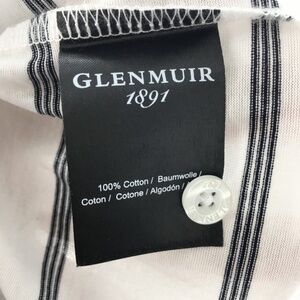 GLENMUIR
1891
100% Cotton / Baumwolle /
Coton / Cotone / Algodón /